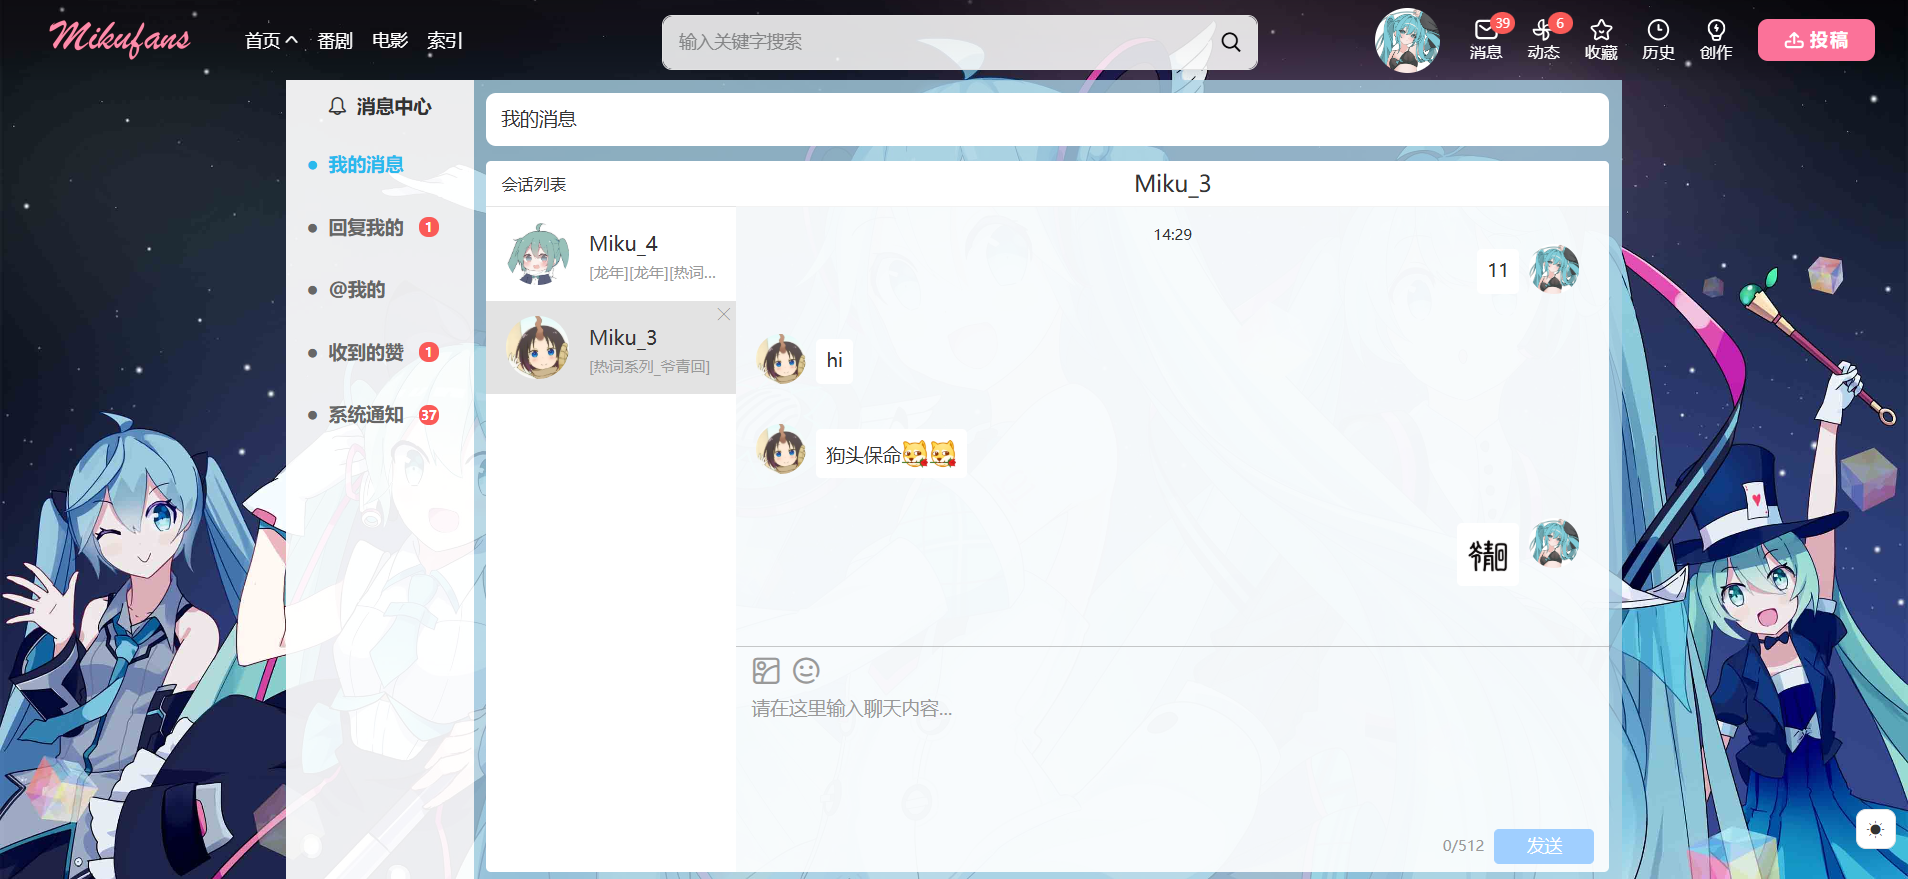 Mikufans
首页 番剧 电影 索引
输入关键字搜索
39
消息
6
动态
收藏
历史
创作
投稿
消息中心
我的消息
回复我的 1
@我的
收到的赞 1
系统通知 37
我的消息
会话列表
Miku_4
[龙年][龙年][热词...
Miku_3
[热词系列_爷青回]
Miku_3
14:29
11
hi
狗头保命
爷青回
请在这里输入聊天内容...
0/512
发送